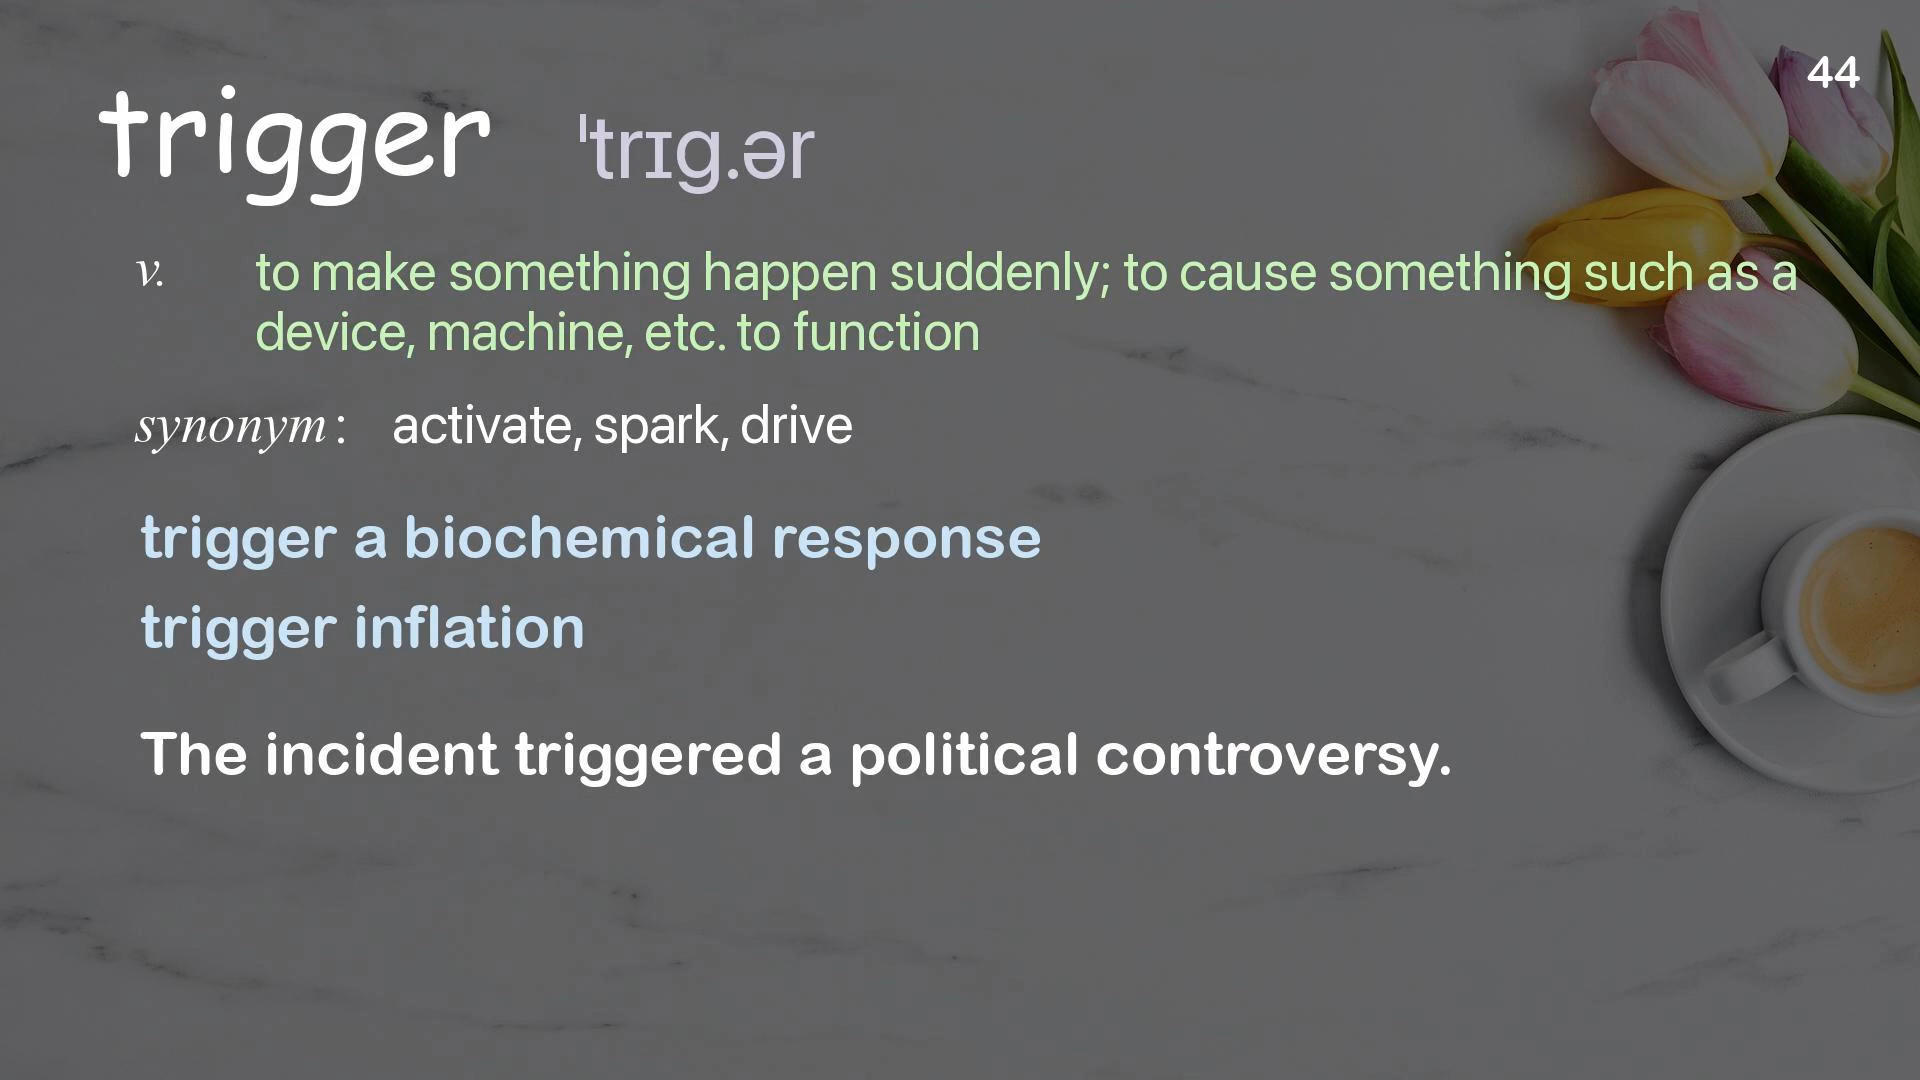 44
trigger ˈtrɪg.ər
v. to make something happen suddenly; to cause something such as a
device, machine, etc. to function
synonym : activate, spark, drive
trigger a biochemical response
trigger inflation
The incident triggered a political controversy.